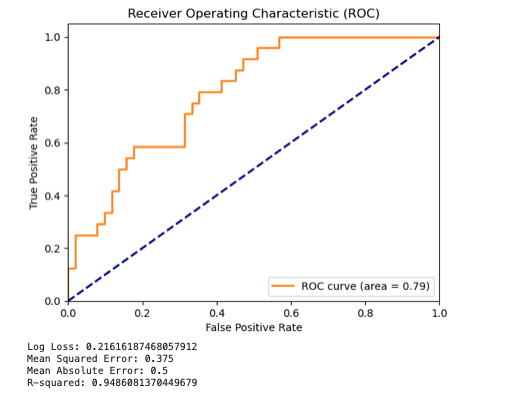 Receiver Operating Characteristic (ROC)
1.0
0.8
0.6
0.4
0.2
0.0
True Positive Rate
ROC curve (area = 0.79)
0.0 0.2 0.4 0.6 0.8 1.0
False Positive Rate
Log Loss: 0.21616187468057912
Mean Squared Error: 0.375
Mean Absolute Error: 0.5
R-squared: 0.9486081370449679